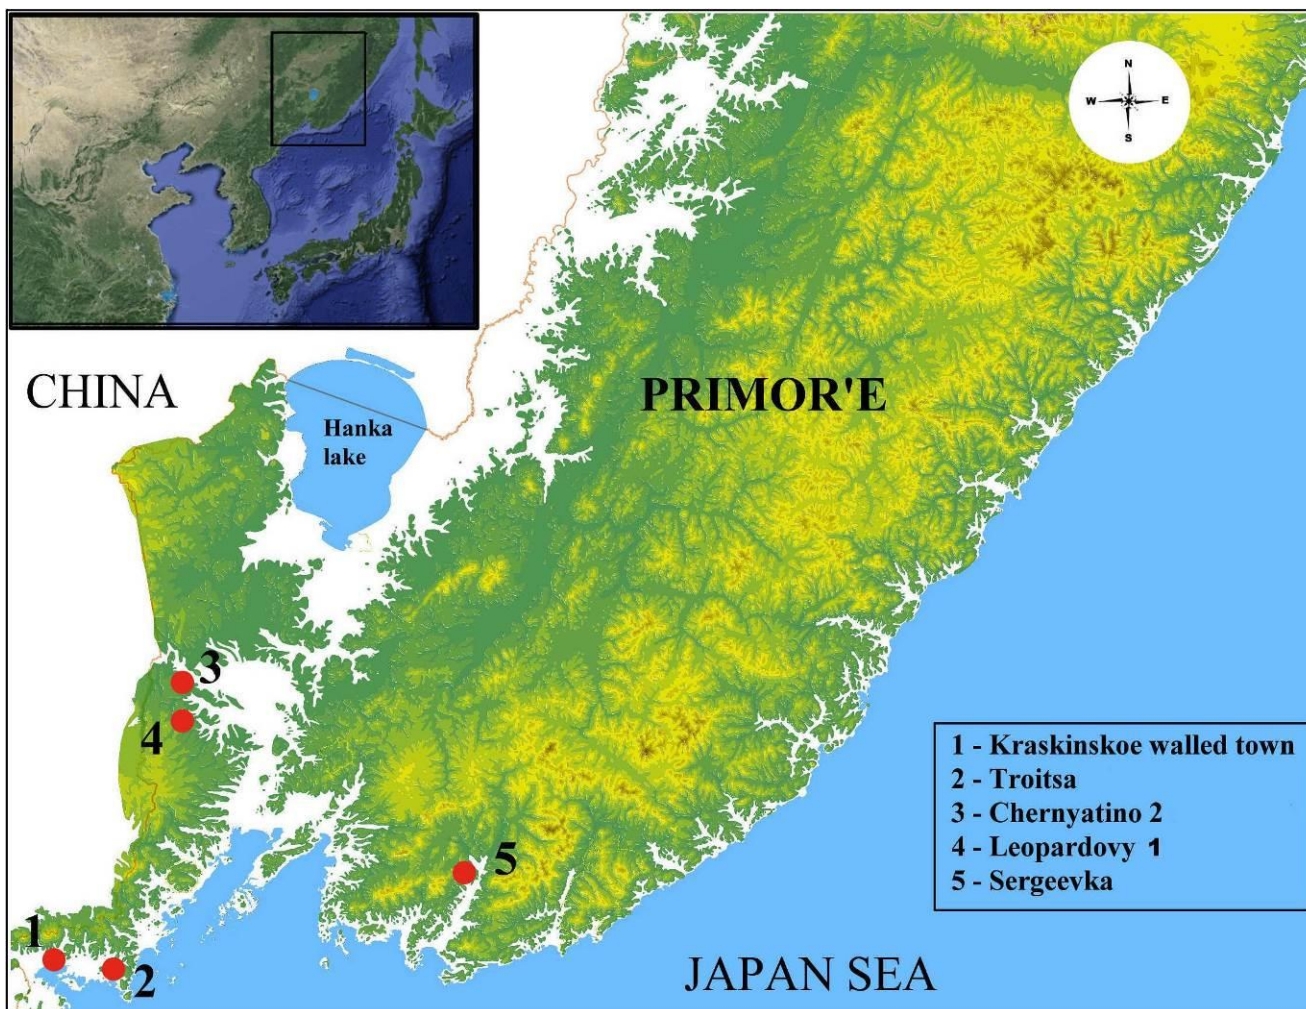 N
W E
S
CHINA
PRIMOR'E
Hanka
lake
3
4
1 - Kraskinskoe walled town
2 - Troitsa
3 - Chernyatino 2
4 - Leopardovy 1
5 - Sergeevka
5
1
2
JAPAN SEA